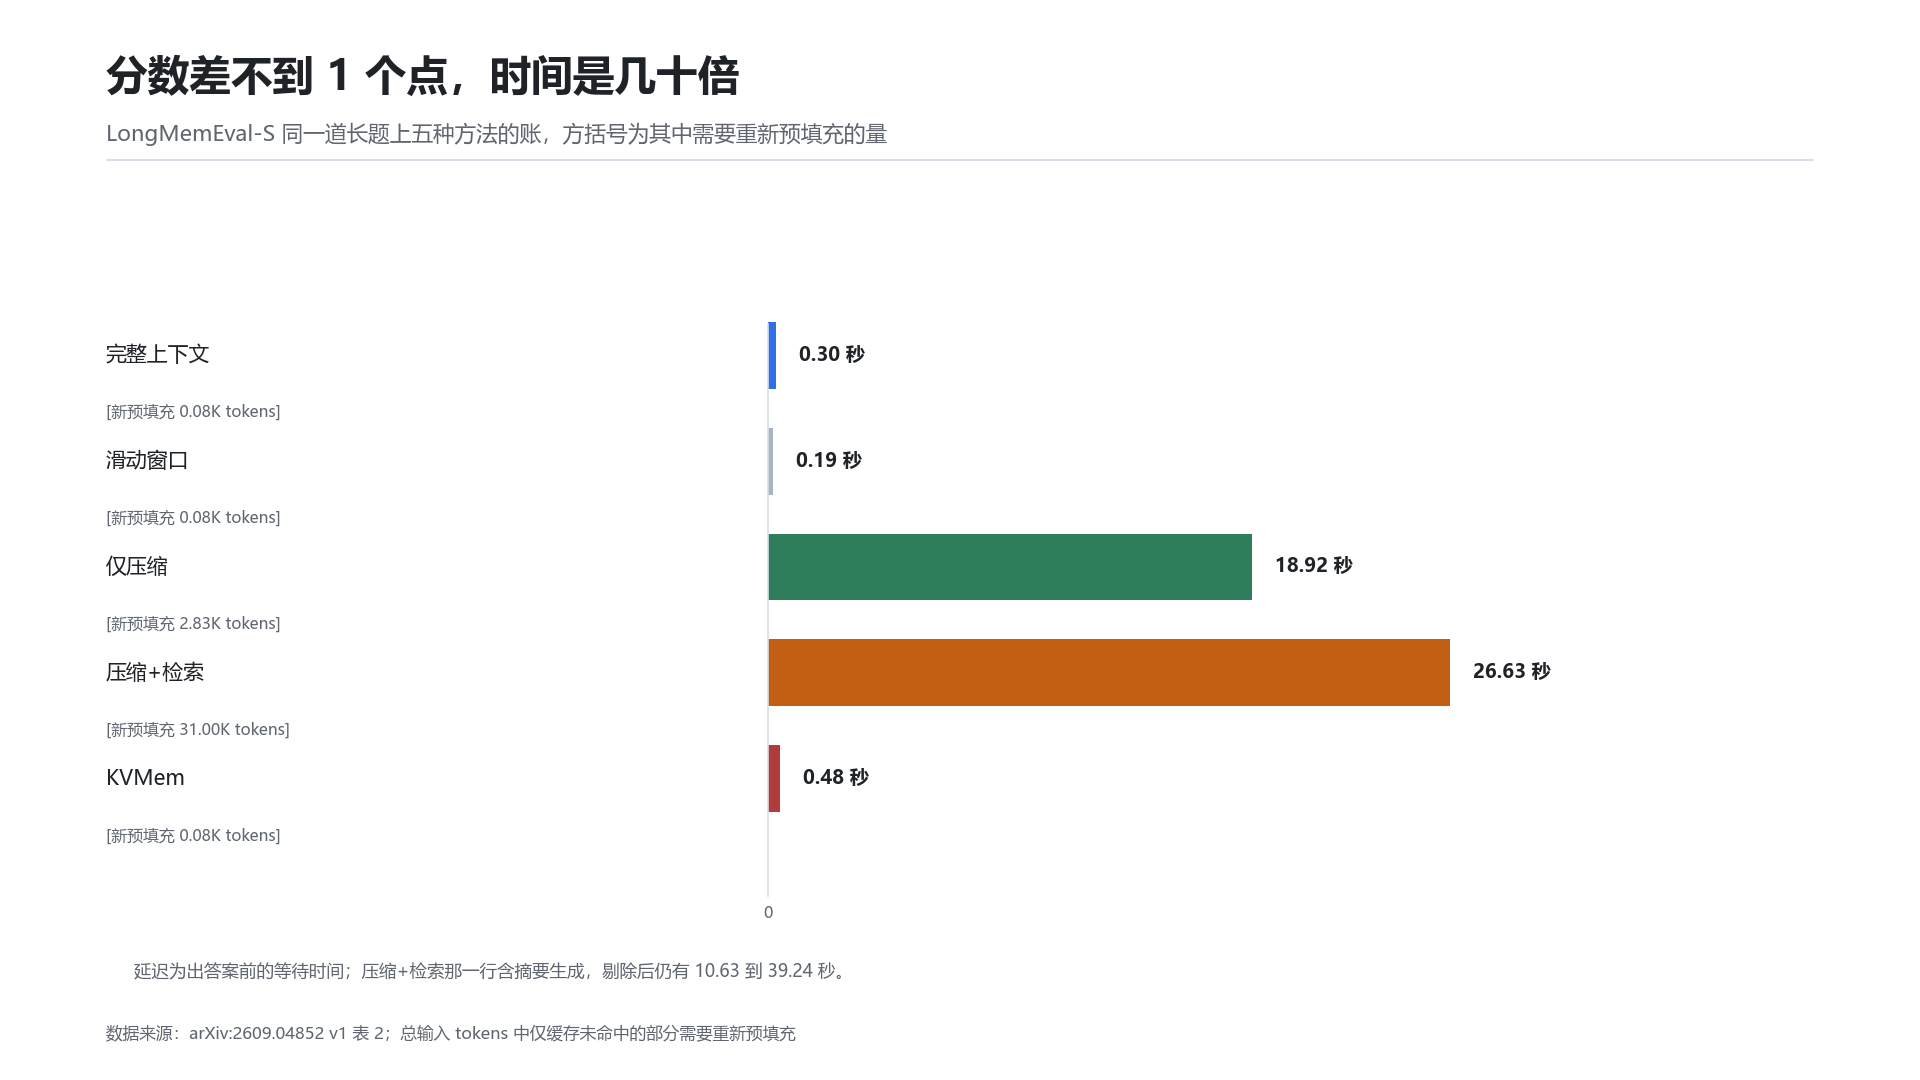 分数差不到 1 个点，时间是几十倍
LongMemEval-S 同一道长题上五种方法的账，方括号为其中需要重新预填充的量
完整上下文
0.30 秒
[新预填充 0.08K tokens]
滑动窗口
0.19 秒
[新预填充 0.08K tokens]
仅压缩
18.92 秒
[新预填充 2.83K tokens]
压缩+检索
26.63 秒
[新预填充 31.00K tokens]
KVMem
0.48 秒
[新预填充 0.08K tokens]
0
延迟为出答案前的等待时间；压缩+检索那一行含摘要生成，剔除后仍有 10.63 到 39.24 秒。
数据来源：arXiv:2609.04852 v1 表 2；总输入 tokens 中仅缓存未命中的部分需要重新预填充